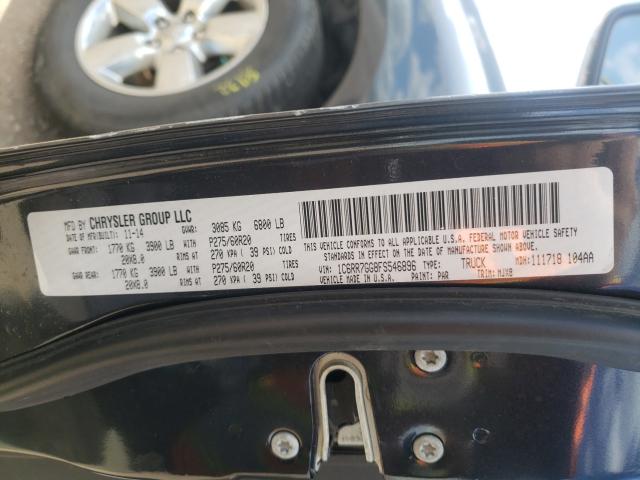 MFD BY CHRYSLER GROUP LLC
DATE OF MFR(BUILT): 11-14 3085 KG 6800 LB
GAWR FRONT: 1770 KG 3900 LB WITH P275/60R20 TIRES
20X8.0 RIMS AT 270 KPA ( 39 PSI) COLD
GAWR REAR: 1770 KG 3900 LB WITH P275/60R20 TIRES
20X8.0 RIMS AT 270 KPA ( 39 PSI) COLD
THIS VEHICLE CONFORMS TO ALL APPLICABLE U.S.A. FEDERAL MOTOR VEHICLE SAFETY
STANDARDS IN EFFECT ON THE DATE OF MANUFACTURE SHOWN ABOVE.
VIN: 1C6RR7GG8FS546896 TYPE: TRUCK MDH: 111718 104AA
VEHICLE MADE IN U.S.A. PAINT: PAR TRIM: MJX8